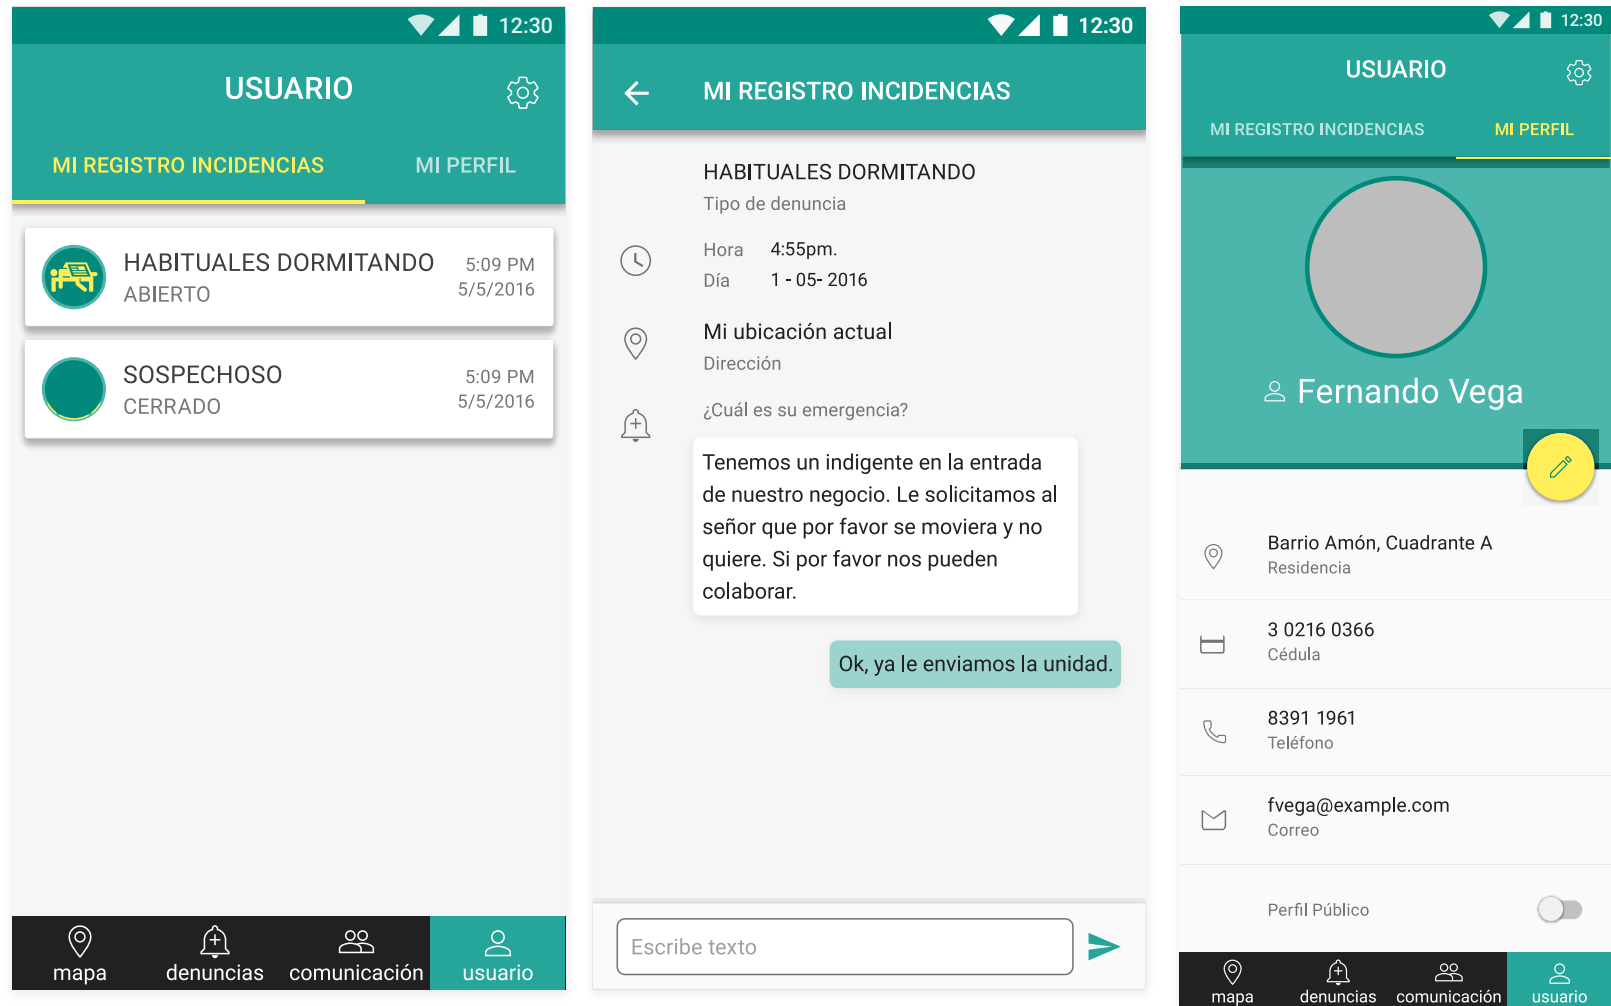 12:30
USUARIO
MI REGISTRO INCIDENCIAS MI PERFIL
HABITUALES DORMITANDO 5:09 PM
ABIERTO 5/5/2016
SOSPECHOSO 5:09 PM
CERRADO 5/5/2016
mapa denuncias comunicación usuario
12:30
MI REGISTRO INCIDENCIAS
HABITUALES DORMITANDO
Tipo de denuncia
Hora 4:55pm.
Día 1 - 05- 2016
Mi ubicación actual
Dirección
¿Cuál es su emergencia?
Tenemos un indigente en la entrada
de nuestro negocio. Le solicitamos al
señor que por favor se moviera y no
quiere. Si por favor nos pueden
colaborar.
Ok, ya le enviamos la unidad.
Escribe texto
12:30
USUARIO
MI REGISTRO INCIDENCIAS MI PERFIL
Fernando Vega
Barrio Amón, Cuadrante A
Residencia
3 0216 0366
Cédula
8391 1961
Teléfono
fvega@example.com
Correo
Perfil Público
mapa denuncias comunicación usuario